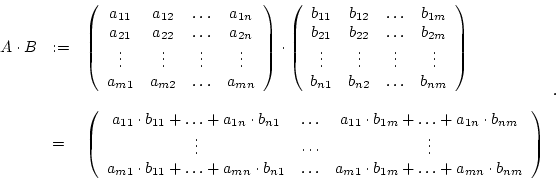 A · B := ( a₁₁ a₁₂ … a₁ₙ ) · ( b₁₁ b₁₂ … b₁ₘ )
( a₂₁ a₂₂ … a₂ₙ ) ( b₂₁ b₂₂ … b₂ₘ )
( ⋮ ⋮ ⋮ ⋮ ) ( ⋮ ⋮ ⋮ ⋮ )
( aₘ₁ aₘ₂ … aₘₙ ) ( bₙ₁ bₙ₂ … bₙₘ )
= ( a₁₁ · b₁₁ + … + a₁ₙ · bₙ₁ … a₁₁ · b₁ₘ + … + a₁ₙ · bₙₘ )
( ⋮ … ⋮ )
( aₘ₁ · b₁₁ + … + aₘₙ · bₙ₁ … aₘ₁ · b₁ₘ + … + aₘₙ · bₙₘ ) .